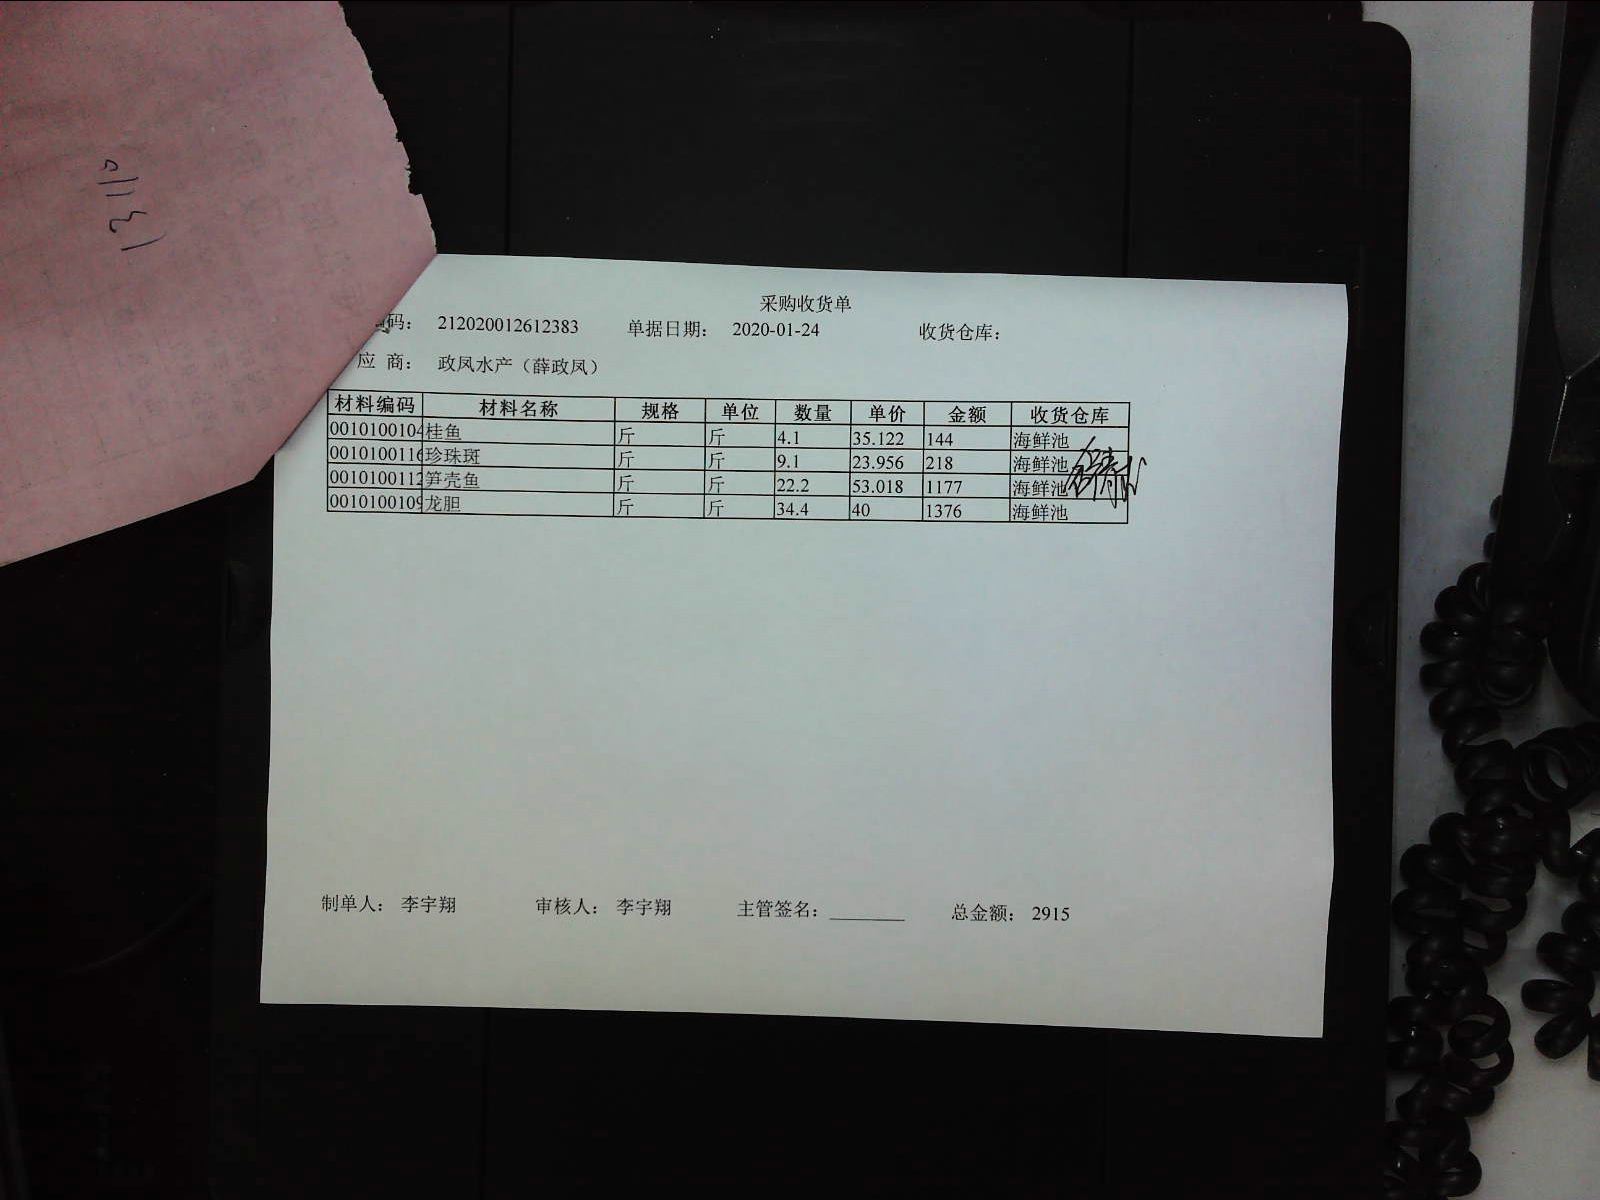 采购收货单
码： 212020012612383 单据日期： 2020-01-24 收货仓库：
应 商： 政凤水产（薛政凤）
材料编码 材料名称 规格 单位 数量 单价 金额 收货仓库
0010100104 桂鱼 斤 斤 4.1 35.122 144 海鲜池
0010100116 珍珠斑 斤 斤 9.1 23.956 218 海鲜池
0010100112 笋壳鱼 斤 斤 22.2 53.018 1177 海鲜池
0010100109 龙胆 斤 斤 34.4 40 1376 海鲜池
制单人： 李宇翔 审核人： 李宇翔 主管签名：________ 总金额： 2915